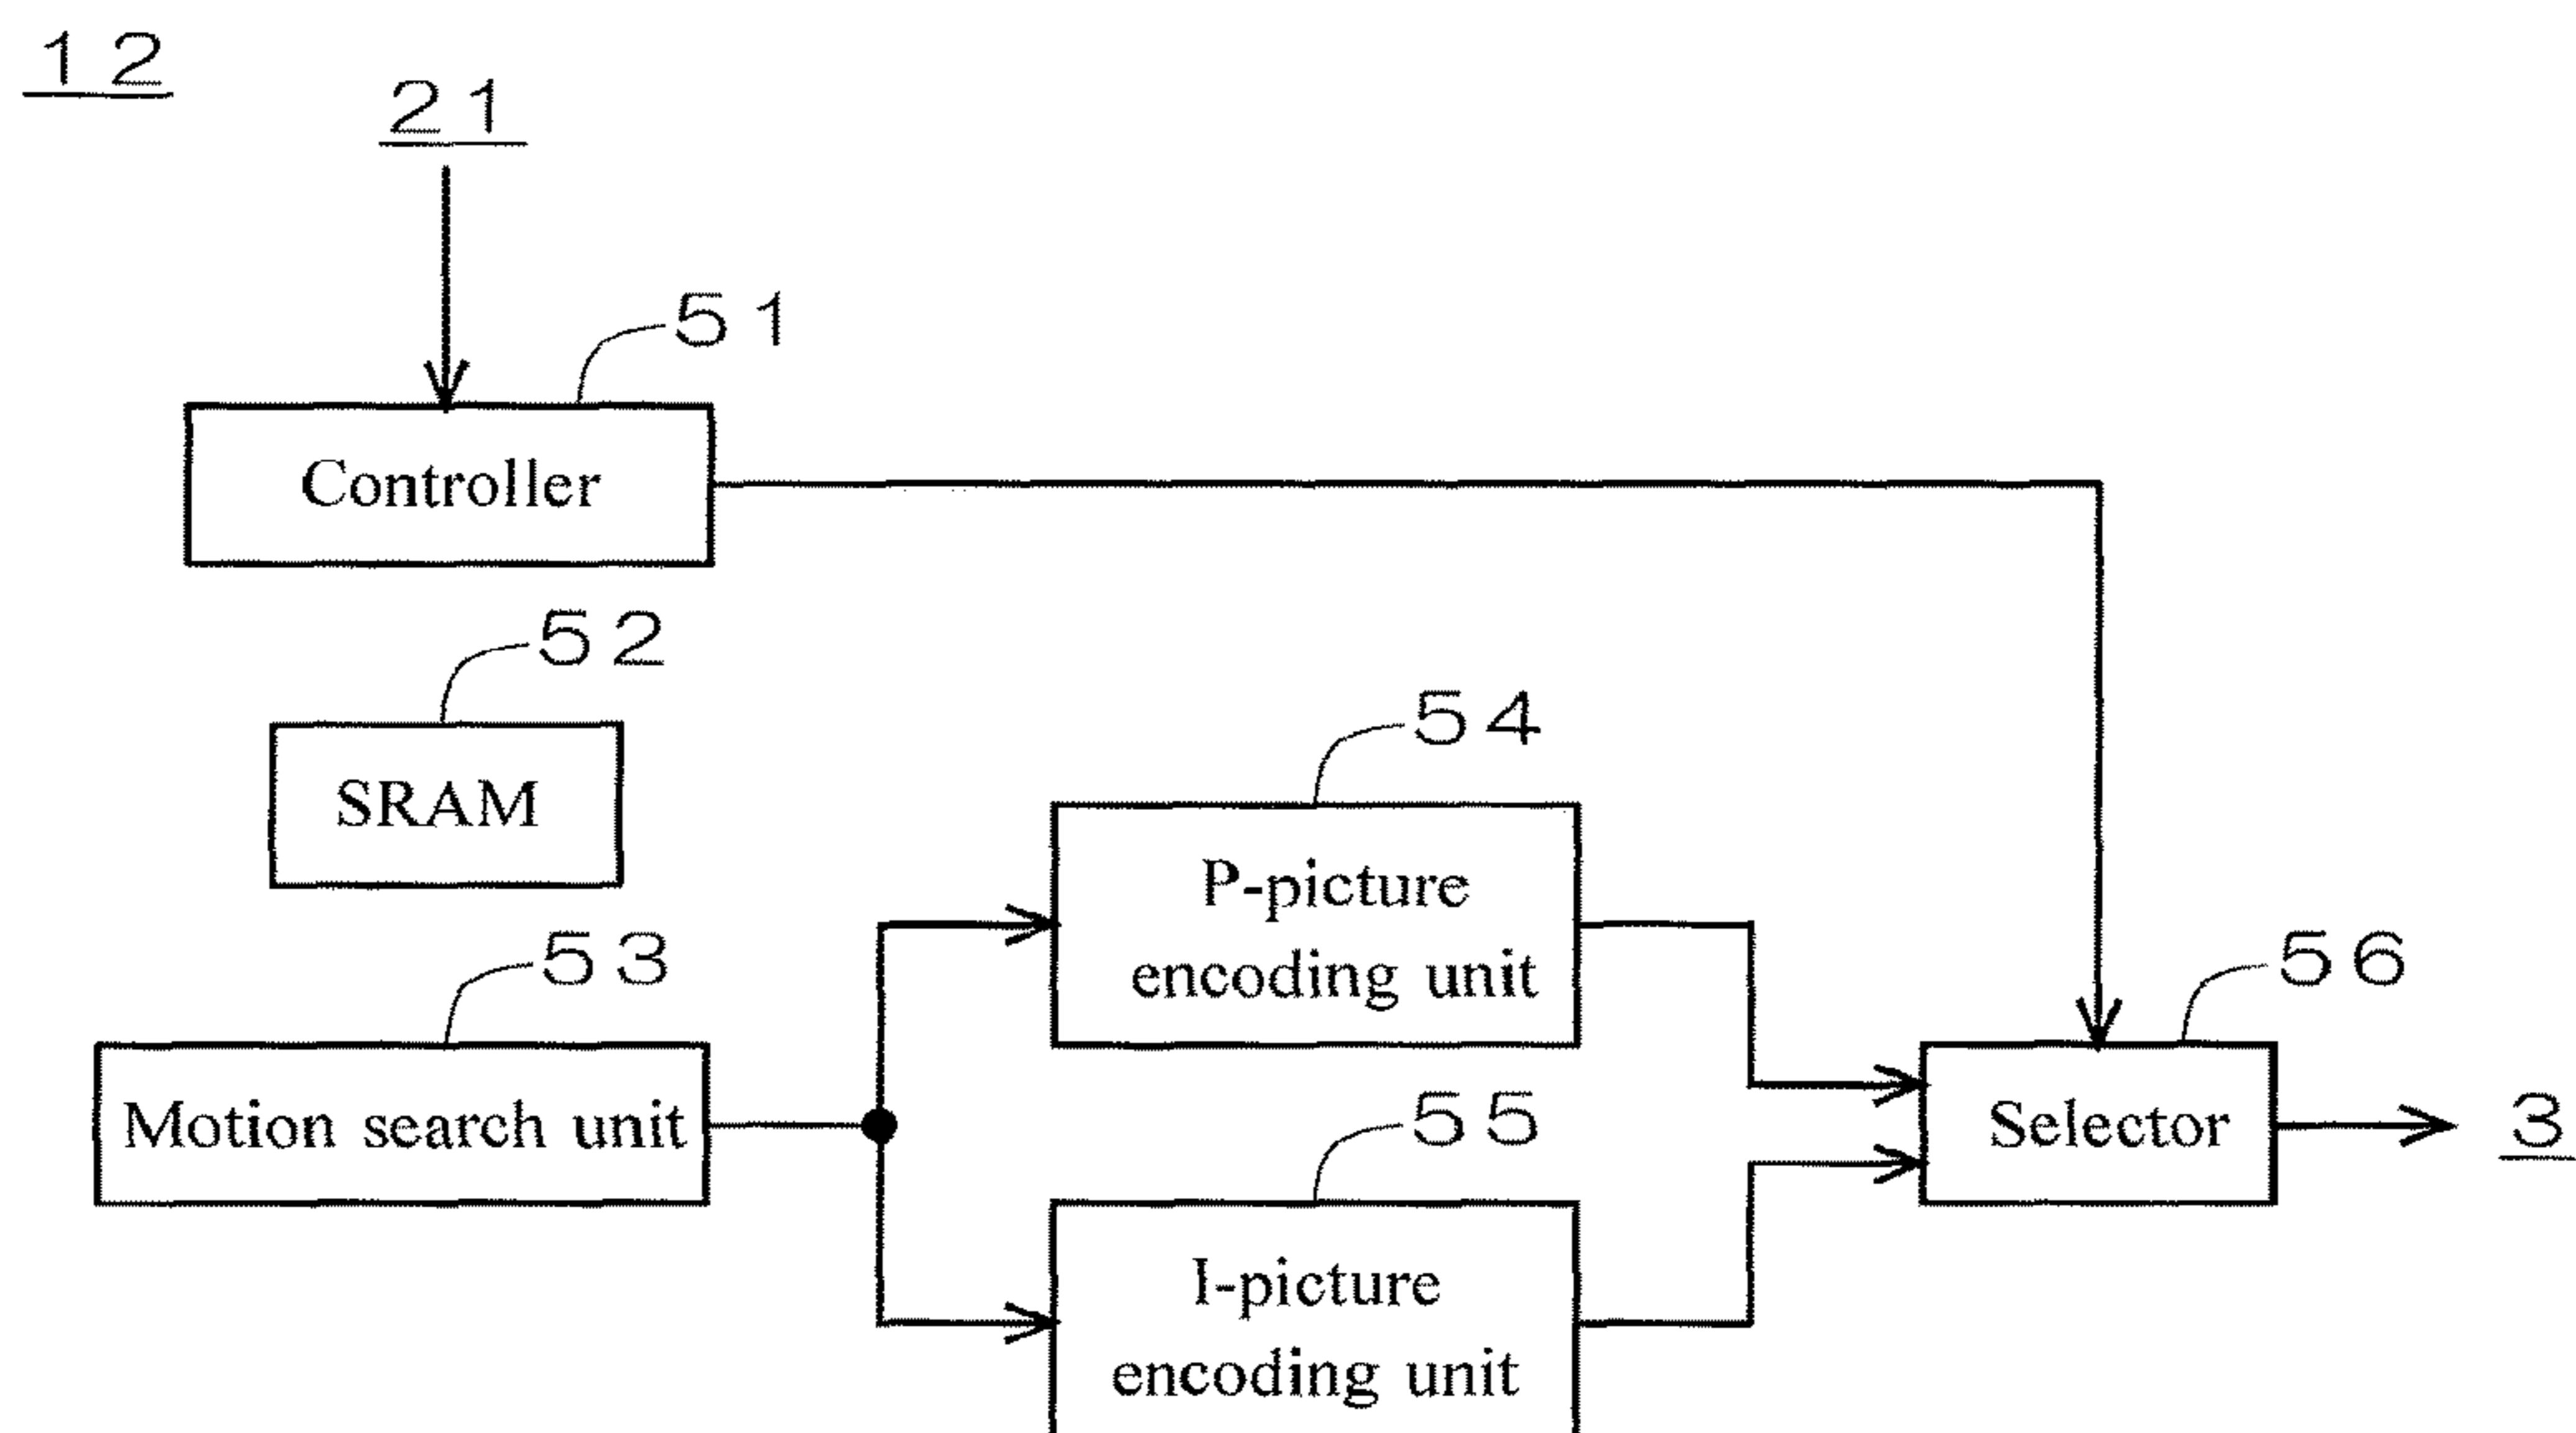 12
21
51
Controller
52
SRAM
54
P-picture
encoding unit
53
Motion search unit
56
Selector
3
55
I-picture
encoding unit